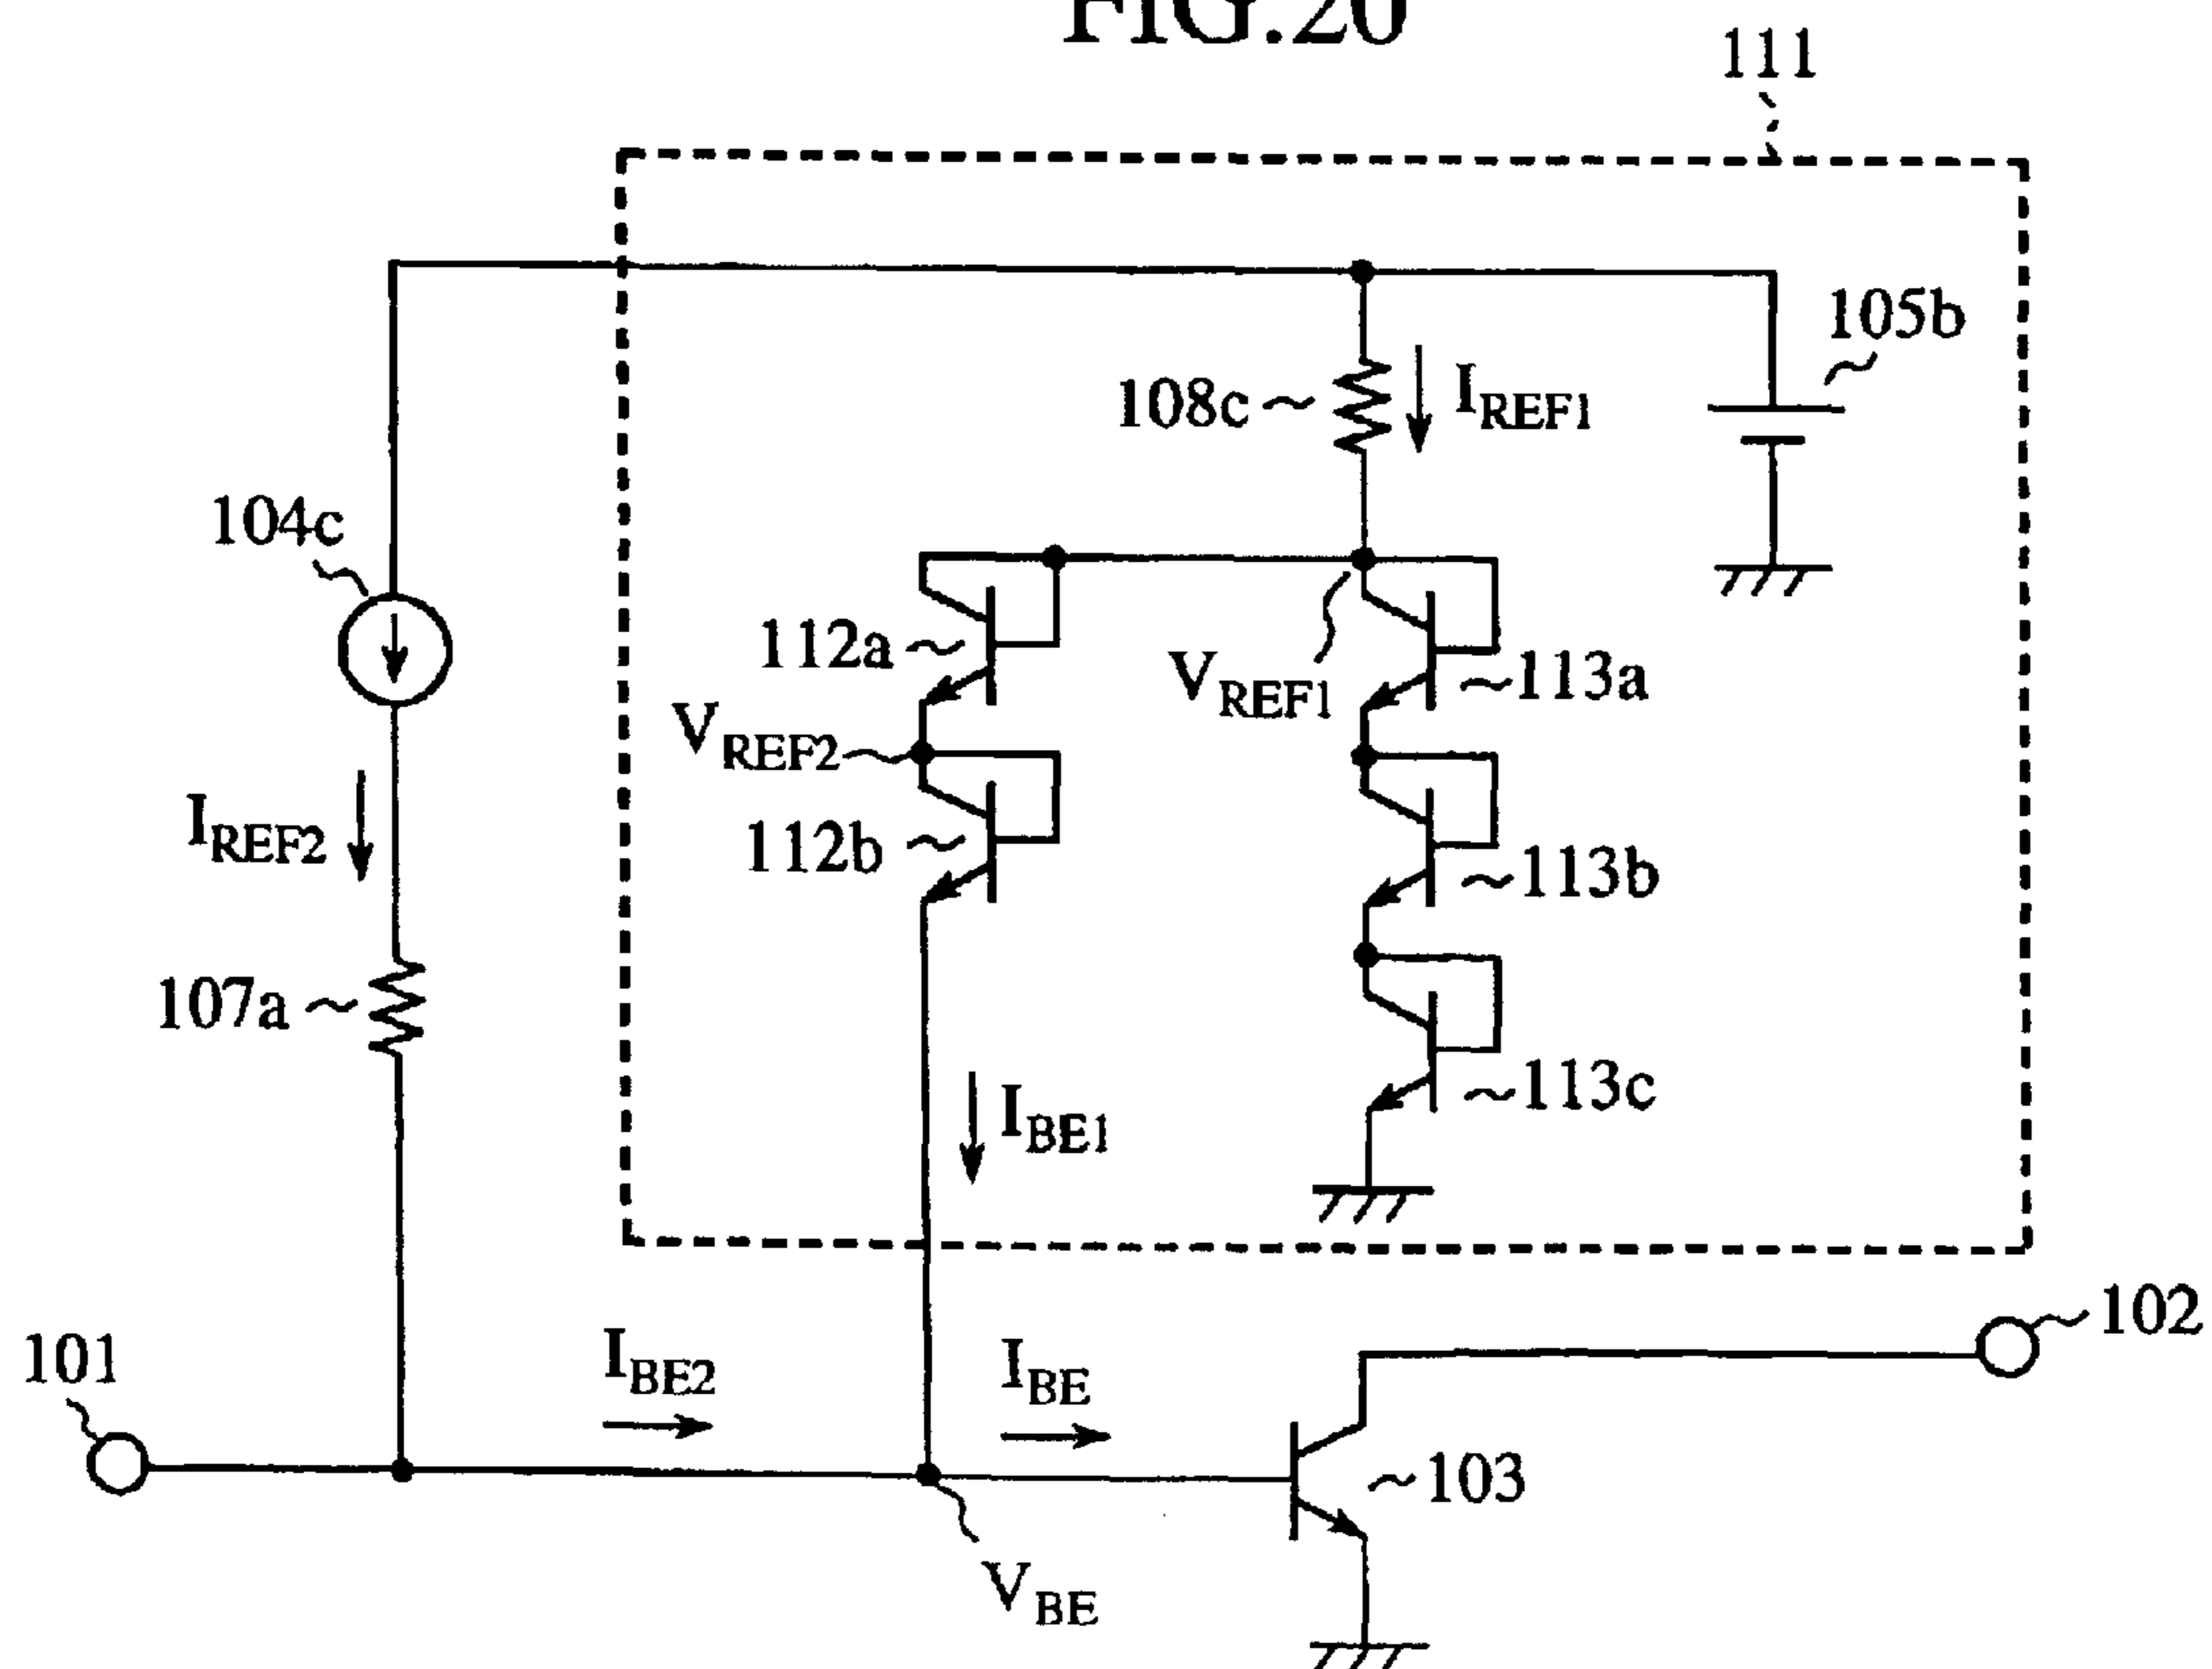 FIG.20
111
105b
108c
I_REF1
104c
112a
V_REF1
113a
V_REF2
I_REF2
112b
113b
107a
113c
I_BE1
102
101
I_BE2
I_BE
103
V_BE